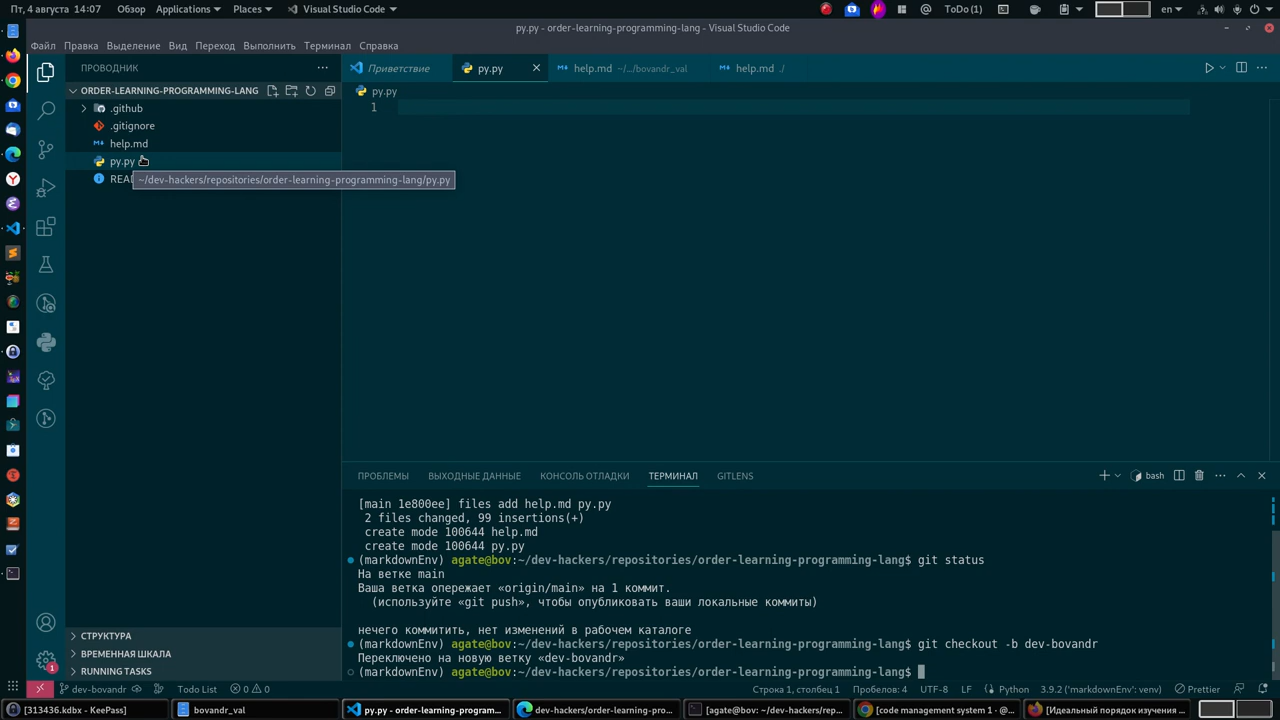 Пт, 4 августа 14:07
Обзор
Applications
Places
Visual Studio Code
ToDo (1)
en
py.py - order-learning-programming-lang - Visual Studio Code
Файл Правка Выделение Вид Переход Выполнить Терминал Справка
ПРОВОДНИК
Приветствие
py.py
help.md ~/.../bovandr_val
help.md ./
ORDER-LEARNING-PROGRAMMING-LANG
py.py
.github
1
.gitignore
help.md
py.py
~/dev-hackers/repositories/order-learning-programming-lang/py.py
REA
ПРОБЛЕМЫ ВЫХОДНЫЕ ДАННЫЕ КОНСОЛЬ ОТЛАДКИ ТЕРМИНАЛ GITLENS
bash
[main 1e800ee] files add help.md py.py
2 files changed, 99 insertions(+)
create mode 100644 help.md
create mode 100644 py.py
(markdownEnv) agate@bov:~/dev-hackers/repositories/order-learning-programming-lang$ git status
На ветке main
Ваша ветка опережает «origin/main» на 1 коммит.
(используйте «git push», чтобы опубликовать ваши локальные коммиты)
нечего коммитить, нет изменений в рабочем каталоге
(markdownEnv) agate@bov:~/dev-hackers/repositories/order-learning-programming-lang$ git checkout -b dev-bovandr
Переключено на новую ветку «dev-bovandr»
(markdownEnv) agate@bov:~/dev-hackers/repositories/order-learning-programming-lang$
СТРУКТУРА
ВРЕМЕННАЯ ШКАЛА
RUNNING TASKS
1
dev-bovandr
Todo List
0 0
Строка 1, столбец 1
Пробелов: 4
UTF-8
LF
Python
3.9.2 ('markdownEnv': venv)
Prettier
[313436.kdbx - KeePass]
bovandr_val
py.py - order-learning-program...
dev-hackers/order-learning-pro...
[agate@bov: ~/dev-hackers/rep...
[code management system 1 · @...
[Идеальный порядок изучения ...